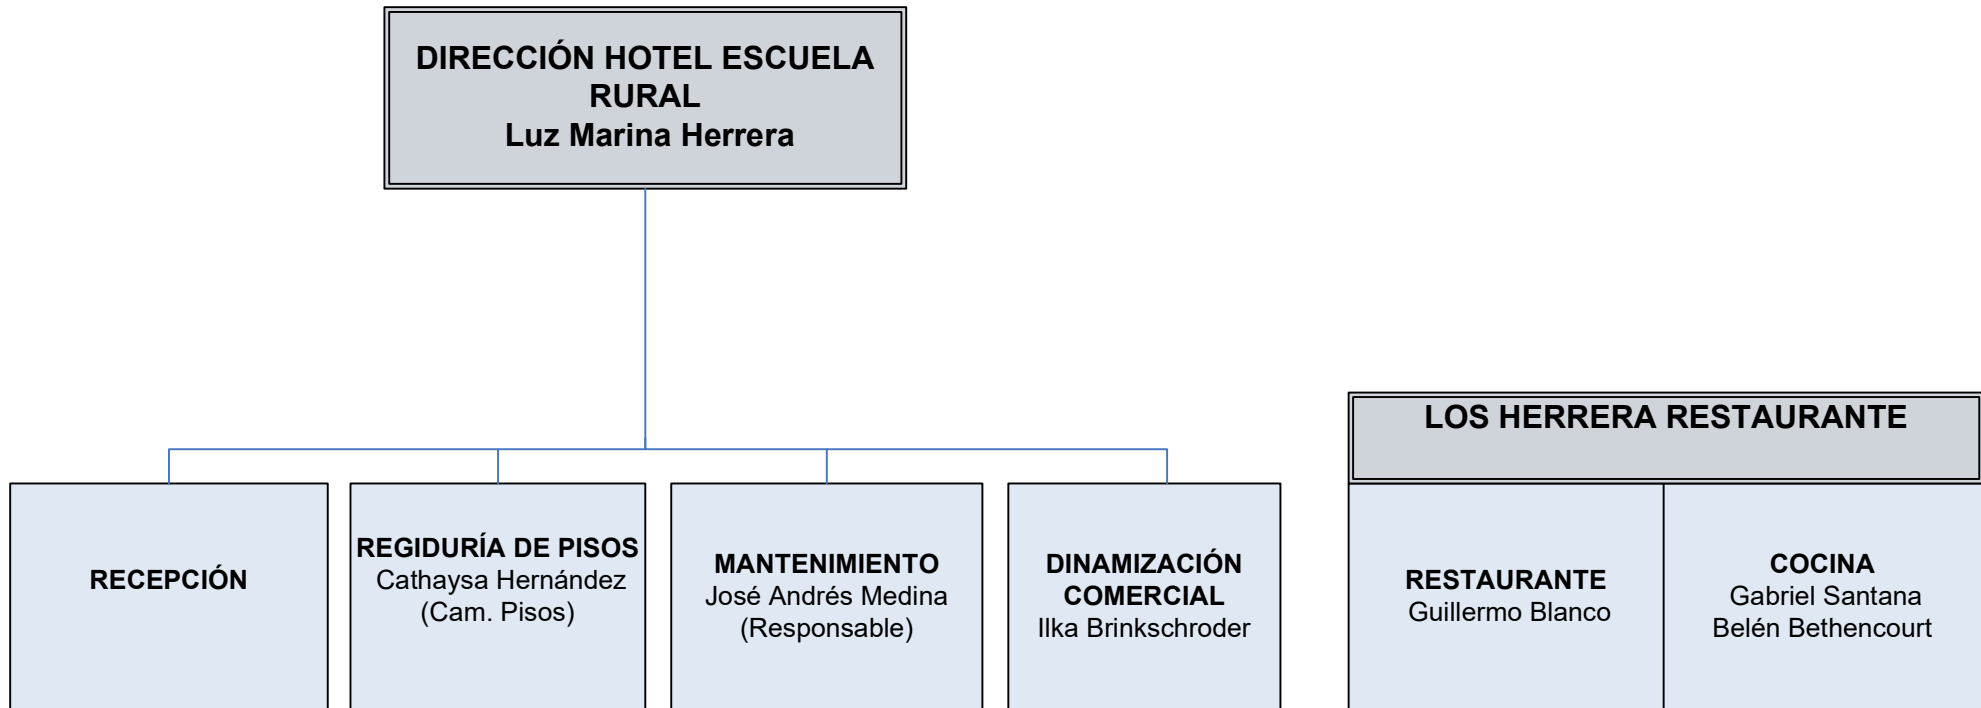 DIRECCIÓN HOTEL ESCUELA
RURAL
Luz Marina Herrera
RECEPCIÓN
REGIDURÍA DE PISOS
Cathaysa Hernández
(Cam. Pisos)
MANTENIMIENTO
José Andrés Medina
(Responsable)
DINAMIZACIÓN
COMERCIAL
Ilka Brinkschroder
LOS HERRERA RESTAURANTE
RESTAURANTE
Guillermo Blanco
COCINA
Gabriel Santana
Belén Bethencourt